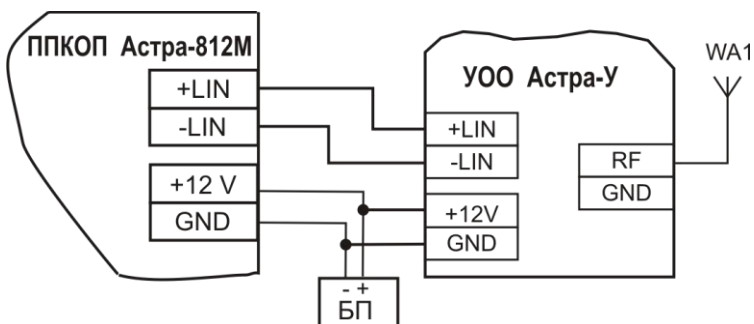 ППКОП Астра-812М
+LIN
-LIN
+12 V
GND
УОО Астра-У
+LIN
-LIN
+12V
GND
RF
GND
WA1
- +
БП